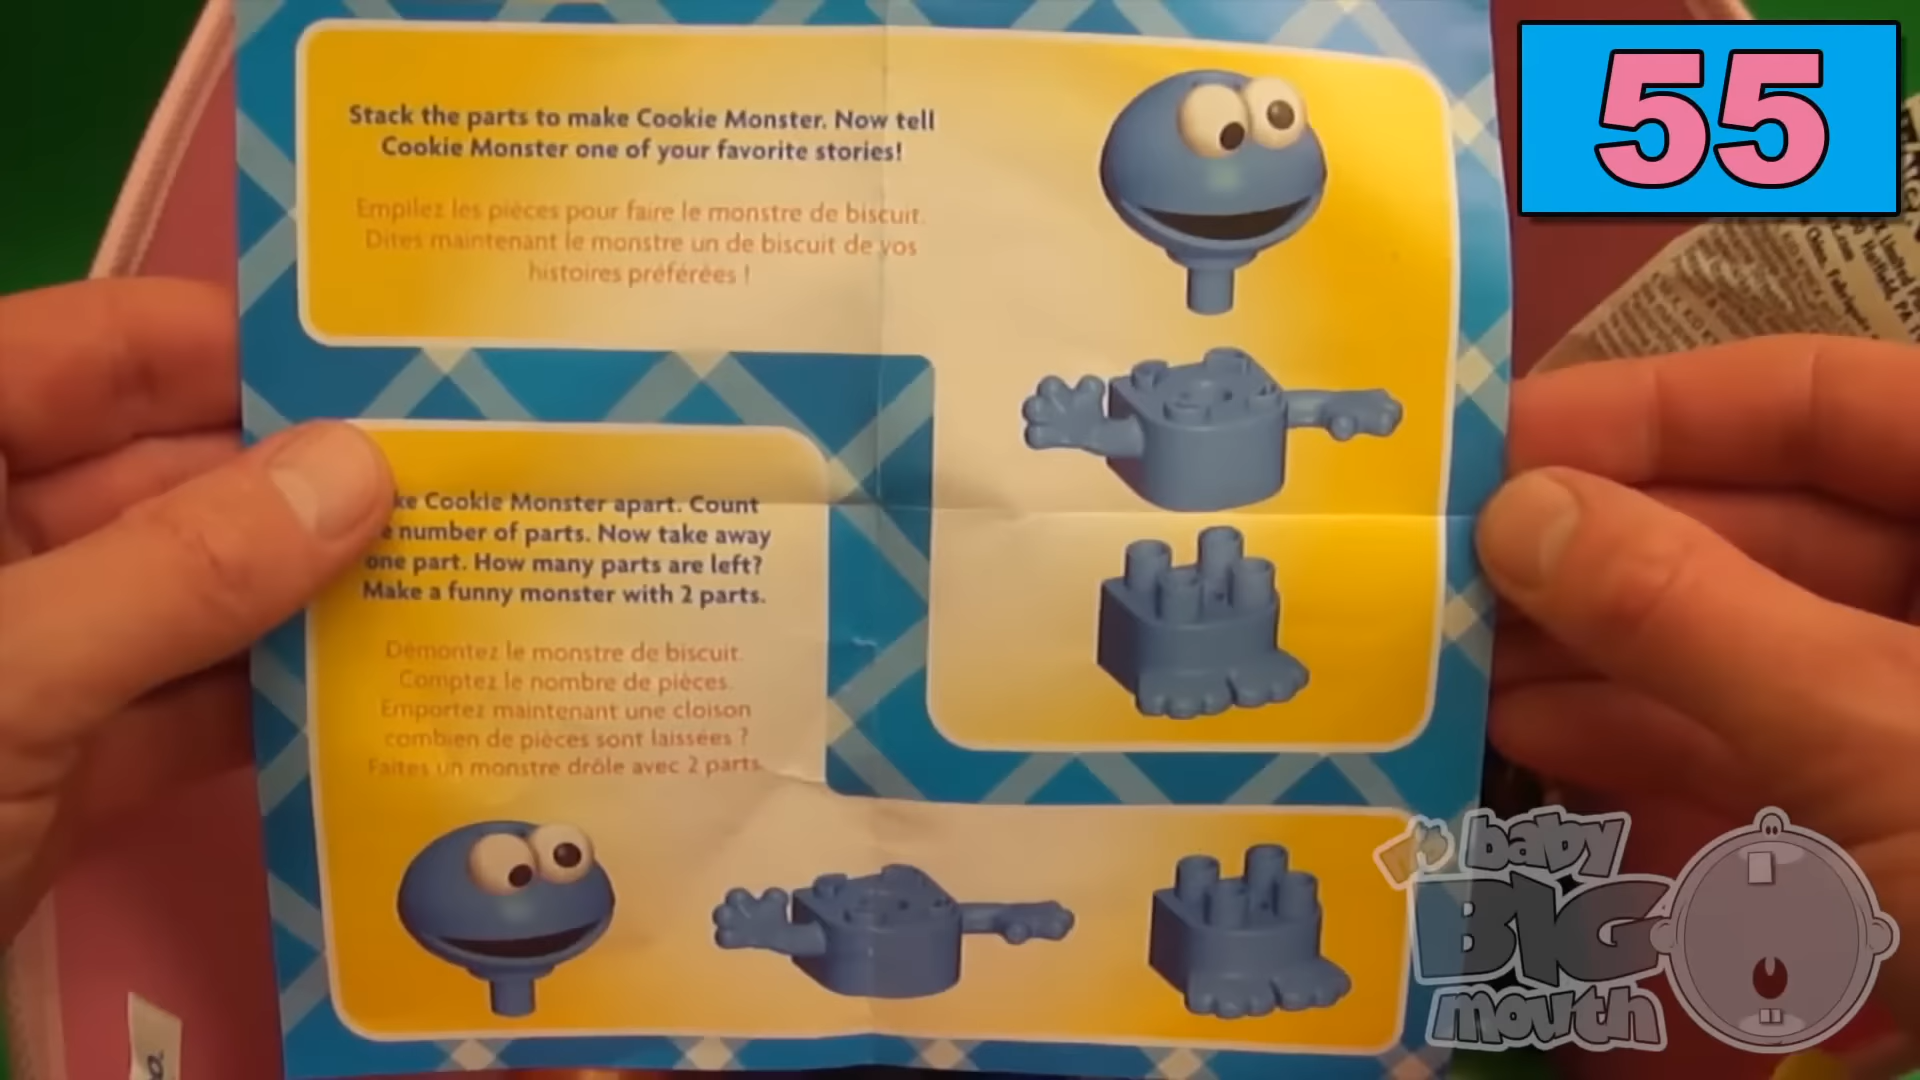 55
Stack the parts to make Cookie Monster. Now tell
Cookie Monster one of your favorite stories!
Empilez les pièces pour faire le monstre de biscuit.
Dites maintenant le monstre un de biscuit de vos
histoires préférées !
Cookie Monster apart. Count
number of parts. Now take away
one part. How many parts are left?
Make a funny monster with 2 parts.
Démontez le monstre de biscuit.
Comptez le nombre de pièces.
Emportez maintenant une cloison
combien de pièces sont laissées ?
Faites un monstre drôle avec 2 parts.
baby
BIG
mouth